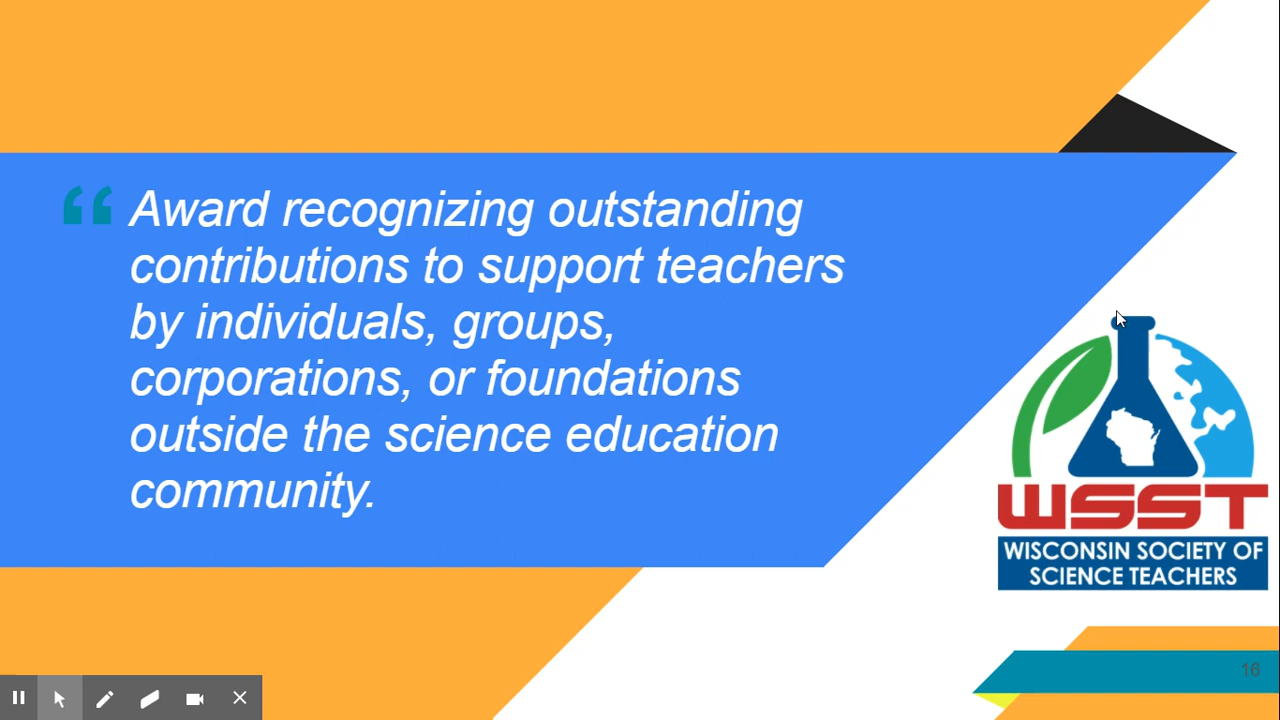 “ Award recognizing outstanding
contributions to support teachers
by individuals, groups,
corporations, or foundations
outside the science education
community.
WSST
WISCONSIN SOCIETY OF
SCIENCE TEACHERS
16